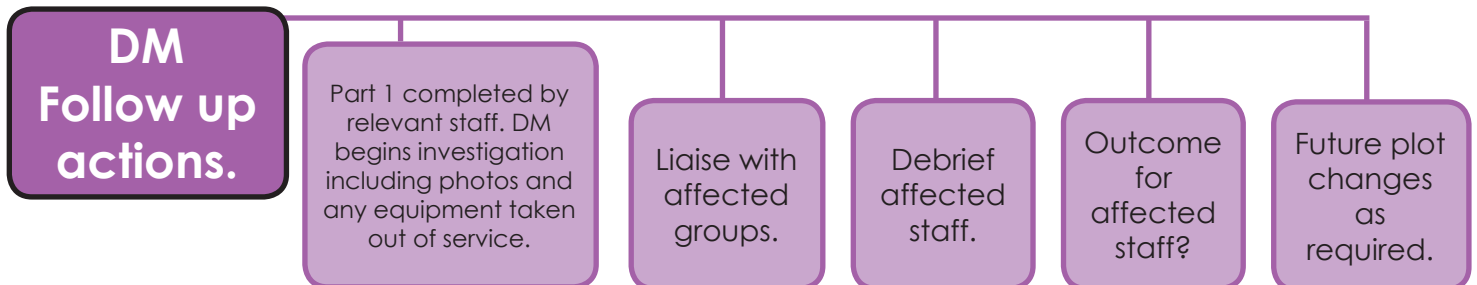 DM
Follow up
actions.
Part 1 completed by
relevant staff. DM
begins investigation
including photos and
any equipment taken
out of service.
Liaise with
affected
groups.
Debrief
affected
staff.
Outcome
for
affected
staff?
Future plot
changes
as
required.